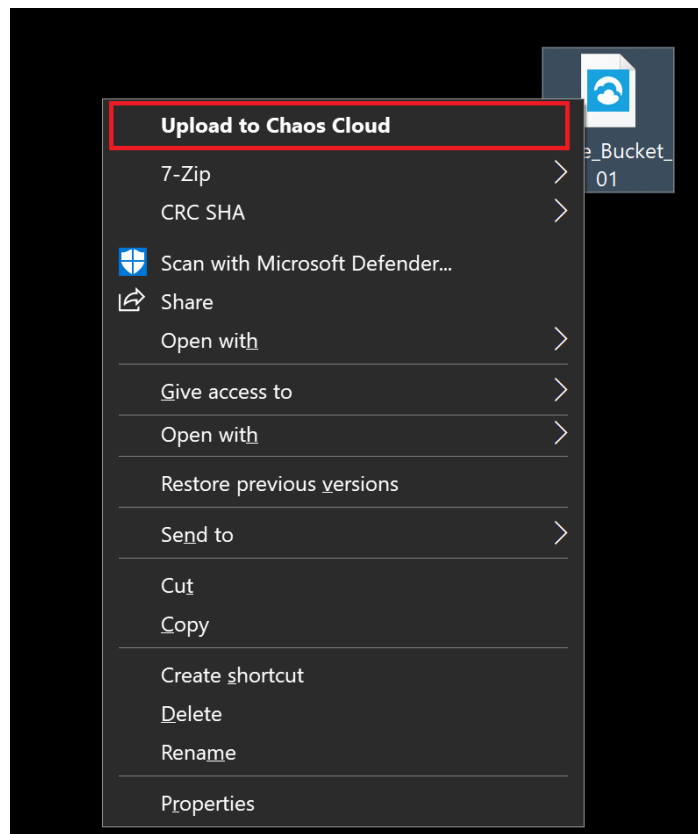 Upload to Chaos Cloud
7-Zip
CRC SHA
Scan with Microsoft Defender...
Share
Open with
Give access to
Open with
Restore previous versions
Send to
Cut
Copy
Create shortcut
Delete
Rename
Properties
e_Bucket_
01